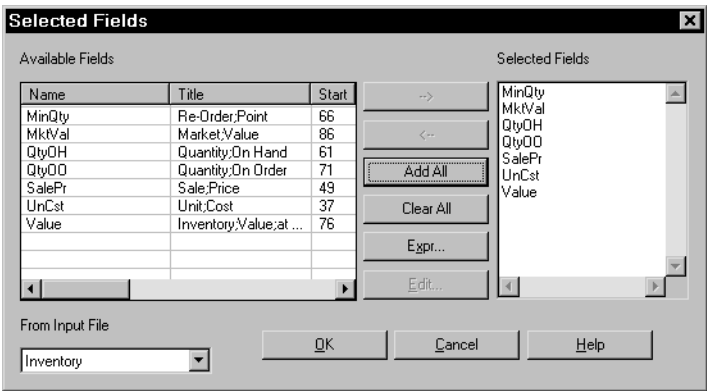 Selected Fields
Available Fields
Name Title Start
MinQty Re-Order;Point 66
MktVal Market;Value 86
QtyOH Quantity;On Hand 61
QtyOO Quantity;On Order 71
SalePr Sale;Price 49
UnCst Unit;Cost 37
Value Inventory;Value;at ... 76
-->
<--
Add All
Clear All
Expr...
Edit...
Selected Fields
MinQty
MktVal
QtyOH
QtyOO
SalePr
UnCst
Value
From Input File
Inventory
OK
Cancel
Help